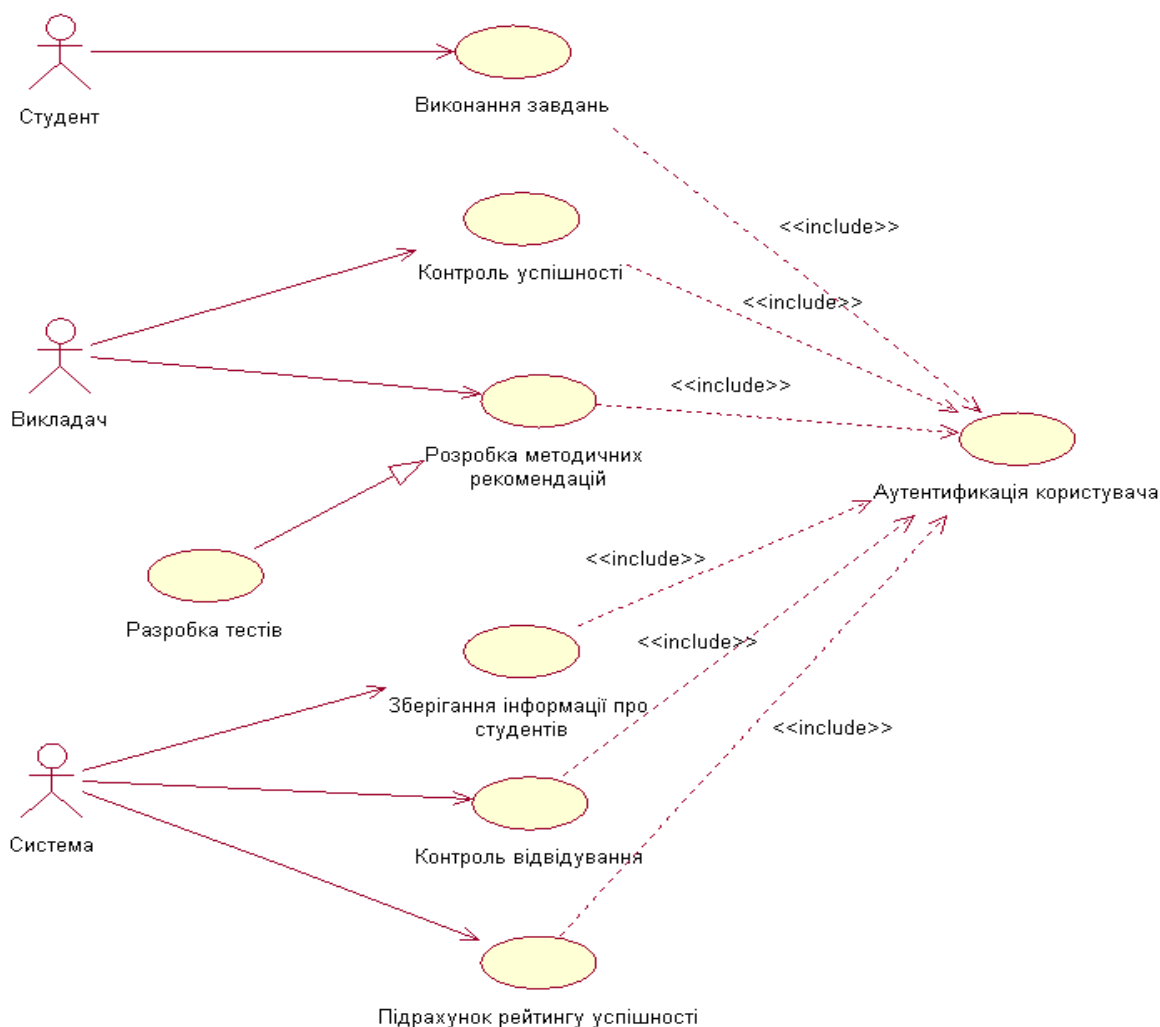 Студент
Виконання завдань
<<include>>
Контроль успішності
<<include>>
Викладач
<<include>>
Розробка методичних
рекомендацій
Аутентификація користувача
<<include>>
Разробка тестів
<<include>>
Зберігання інформації про
студентів
<<include>>
Система
Контроль відвідування
Підрахунок рейтингу успішності